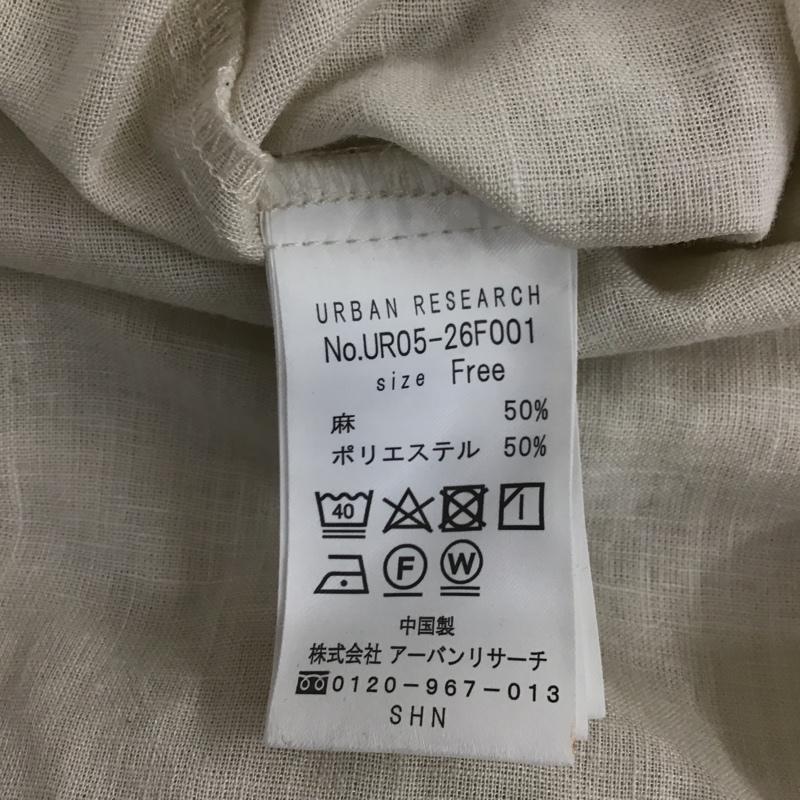 URBAN RESEARCH
No.UR05-26F001
size Free
麻 50%
ポリエステル 50%
40
F W
中国製
株式会社 アーバンリサーチ
0120-967-013
SHN